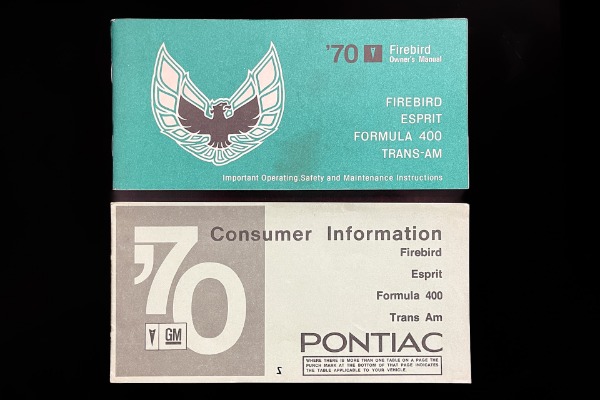 '70 Firebird
Owner's Manual
FIREBIRD
ESPRIT
FORMULA 400
TRANS-AM
Important Operating,Safety and Maintenance Instructions
'70
Consumer Information
Firebird
Esprit
Formula 400
Trans Am
GM
PONTIAC
WHERE THERE IS MORE THAN ONE TABLE ON A PAGE THE
PUNCH MARK AT THE BOTTOM OF THAT PAGE INDICATES
THE TABLE APPLICABLE TO YOUR VEHICLE.